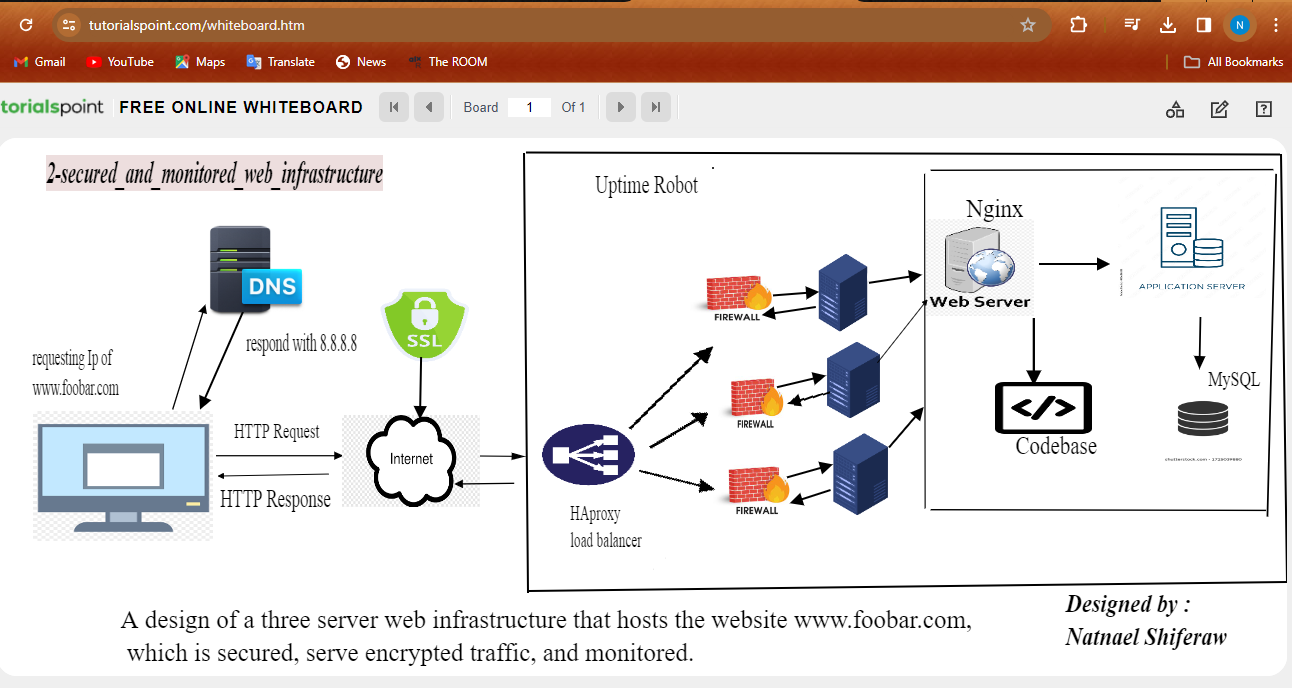 tutorialspoint.com/whiteboard.htm
N
Gmail YouTube Maps Translate News The ROOM All Bookmarks
torialspoint FREE ONLINE WHITEBOARD Board 1 Of 1
2-secured_and_monitored_web_infrastructure
Uptime Robot
DNS
SSL
respond with 8.8.8.8
requesting Ip of
www.foobar.com
HTTP Request
HTTP Response
Internet
HAproxy
load balancer
FIREWALL
FIREWALL
FIREWALL
Nginx
Web Server
APPLICATION SERVER
</>
Codebase
MySQL
A design of a three server web infrastructure that hosts the website www.foobar.com,
which is secured, serve encrypted traffic, and monitored.
Designed by :
Natnael Shiferaw